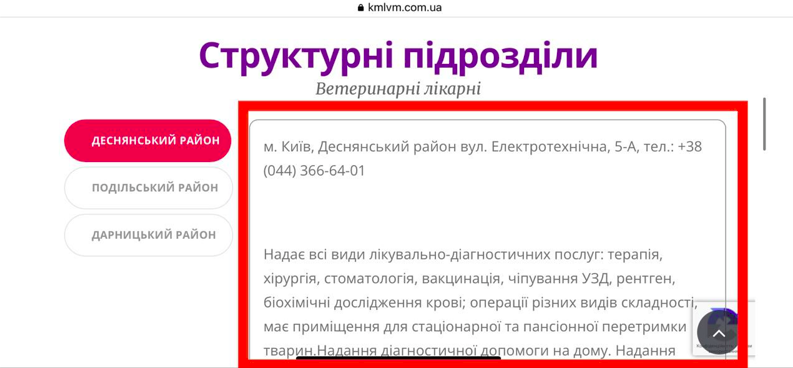 kmlvm.com.ua
Структурні підрозділи
Ветеринарні лікарні
ДЕСНЯНСЬКИЙ РАЙОН
ПОДІЛЬСЬКИЙ РАЙОН
ДАРНИЦЬКИЙ РАЙОН
м. Київ, Деснянський район вул. Електротехнічна, 5-А, тел.: +38
(044) 366-64-01
Надає всі види лікувально-діагностичних послуг: терапія,
хірургія, стоматологія, вакцинація, чіпування УЗД, рентген,
біохімічні дослідження крові; операції різних видів складності,
має приміщення для стаціонарної та пансіонної перетримки
тварин.Надання діагностичної допомоги на дому. Надання